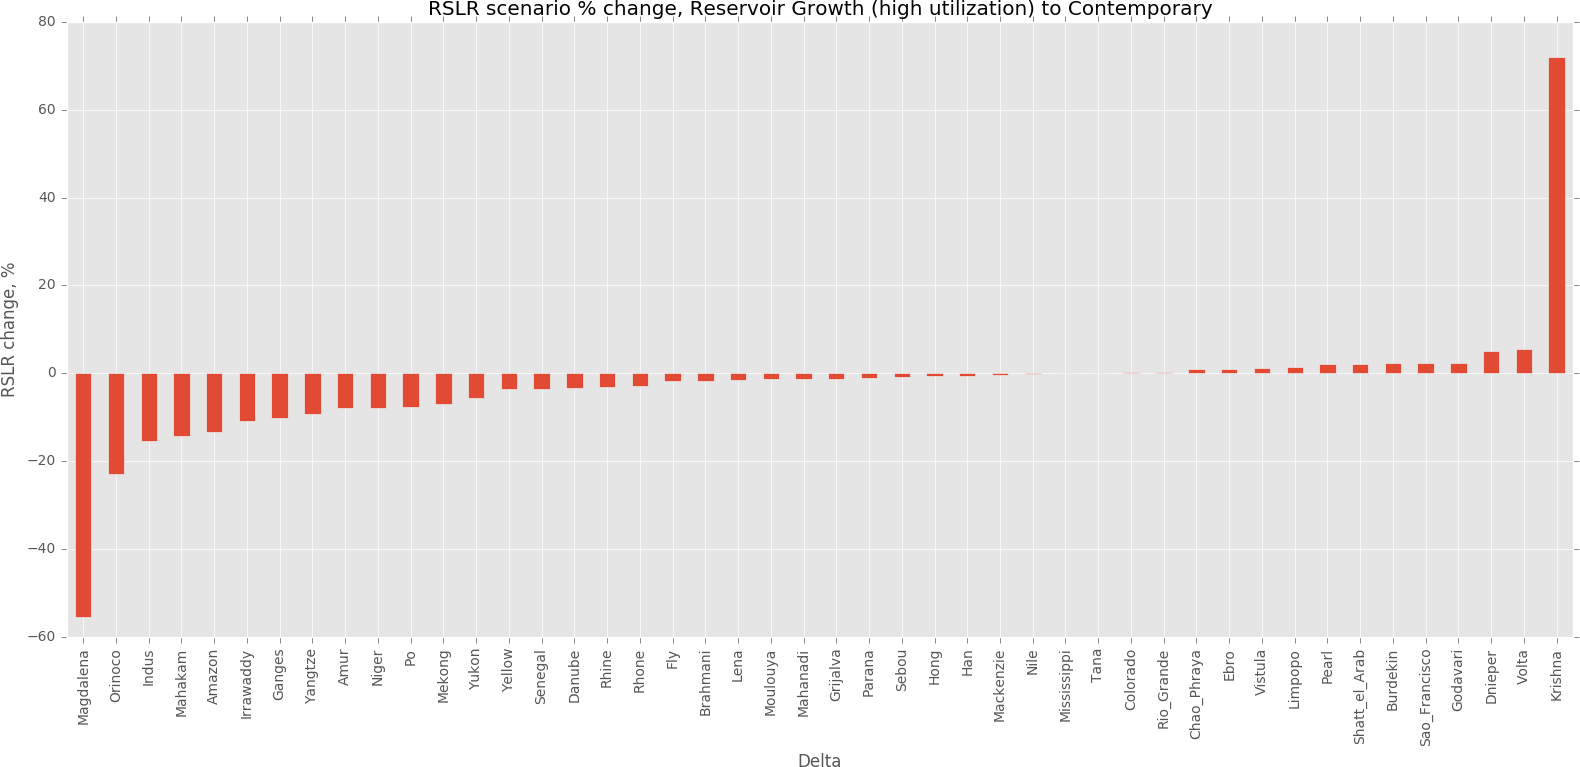 RSLR scenario % change, Reservoir Growth (high utilization) to Contemporary
RSLR change, %
80
60
40
20
0
−20
−40
−60
Magdalena
Orinoco
Indus
Mahakam
Amazon
Irrawaddy
Ganges
Yangtze
Amur
Niger
Po
Mekong
Yukon
Yellow
Senegal
Danube
Rhine
Rhone
Fly
Brahmani
Lena
Moulouya
Mahanadi
Grijalva
Parana
Sebou
Hong
Han
Mackenzie
Nile
Mississippi
Tana
Colorado
Rio_Grande
Chao_Phraya
Ebro
Vistula
Limpopo
Pearl
Shatt_el_Arab
Burdekin
Sao_Francisco
Godavari
Dnieper
Volta
Krishna
Delta